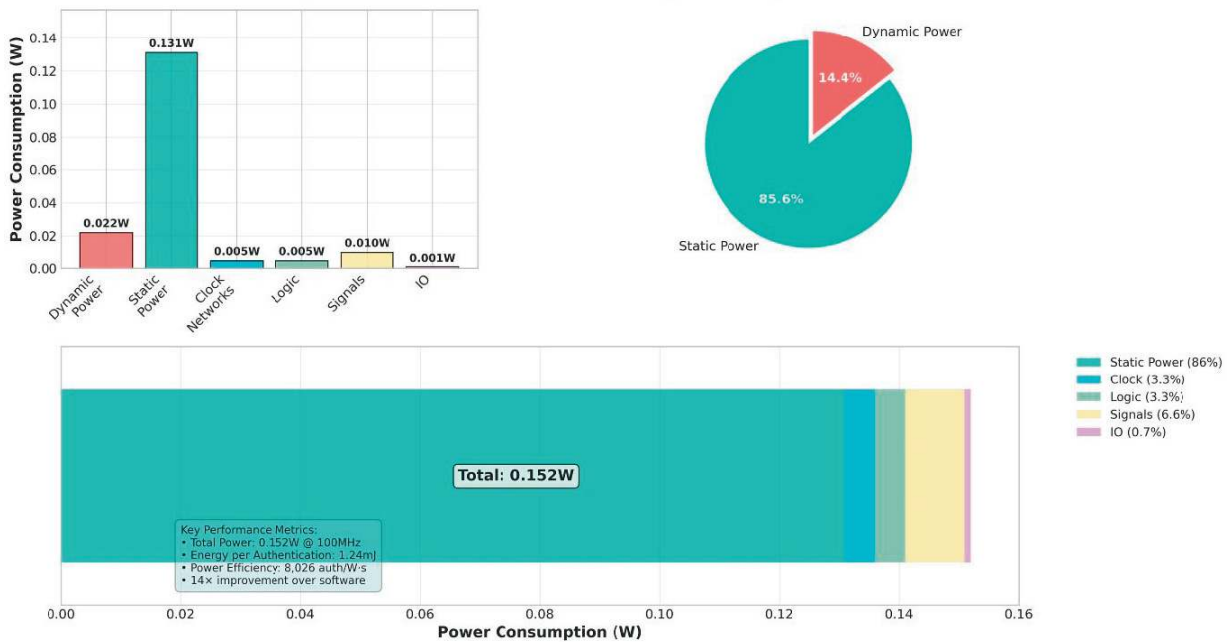 Power Consumption (W)
0.14
0.12
0.10
0.08
0.06
0.04
0.02
0.00
0.022W
0.131W
0.005W
0.005W
0.010W
0.001W
Dynamic
Power
Static
Power
Clock
Networks
Logic
Signals
IO
Dynamic Power
14.4%
85.6%
Static Power
Total: 0.152W
Key Performance Metrics:
• Total Power: 0.152W @ 100MHz
• Energy per Authentication: 1.24mJ
• Power Efficiency: 8,026 auth/W·s
• 14× improvement over software
0.00
0.02
0.04
0.06
0.08
0.10
0.12
0.14
0.16
Power Consumption (W)
Static Power (86%)
Clock (3.3%)
Logic (3.3%)
Signals (6.6%)
IO (0.7%)